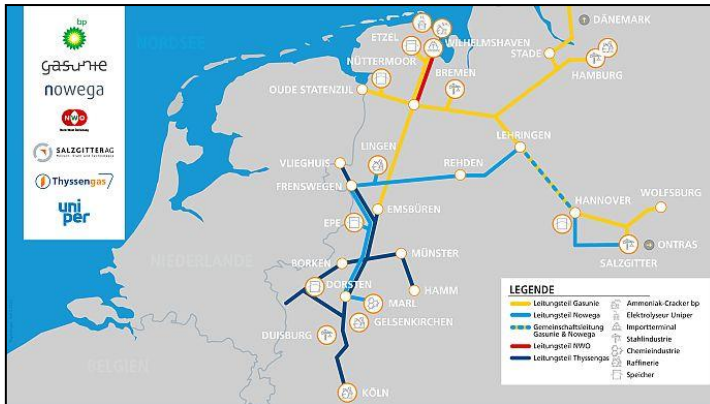 bp
gasunie
nowega
NWO
SALZGITTER AG
Thyssengas
uni
per
NORDSEE
DÄNEMARK
ETZEL
WILHELMSHAVEN
STADE
NÜTTERMOOR
BREMEN
HAMBURG
OUDE STATENZIJL
LINGEN
LEHRINGEN
VLIEGHUIS
REHDEN
FRENSWEGEN
HANNOVER
WOLFSBURG
EMSBÜREN
EPE
ONTRAS
MÜNSTER
SALZGITTER
NIEDERLANDE
BORKEN
DORSTEN
HAMM
MARL
GELSENKIRCHEN
DUISBURG
BELGIEN
KÖLN
LEGENDE
Leitungsteil Gasunie
Leitungsteil Nowega
Gemeinschaftsleitung
Gasunie & Nowega
Leitungsteil NWO
Leitungsteil Thyssengas
Ammoniak-Cracker bp
Elektrolyseur Uniper
Importterminal
Stahlindustrie
Chemieindustrie
Raffinerie
Speicher